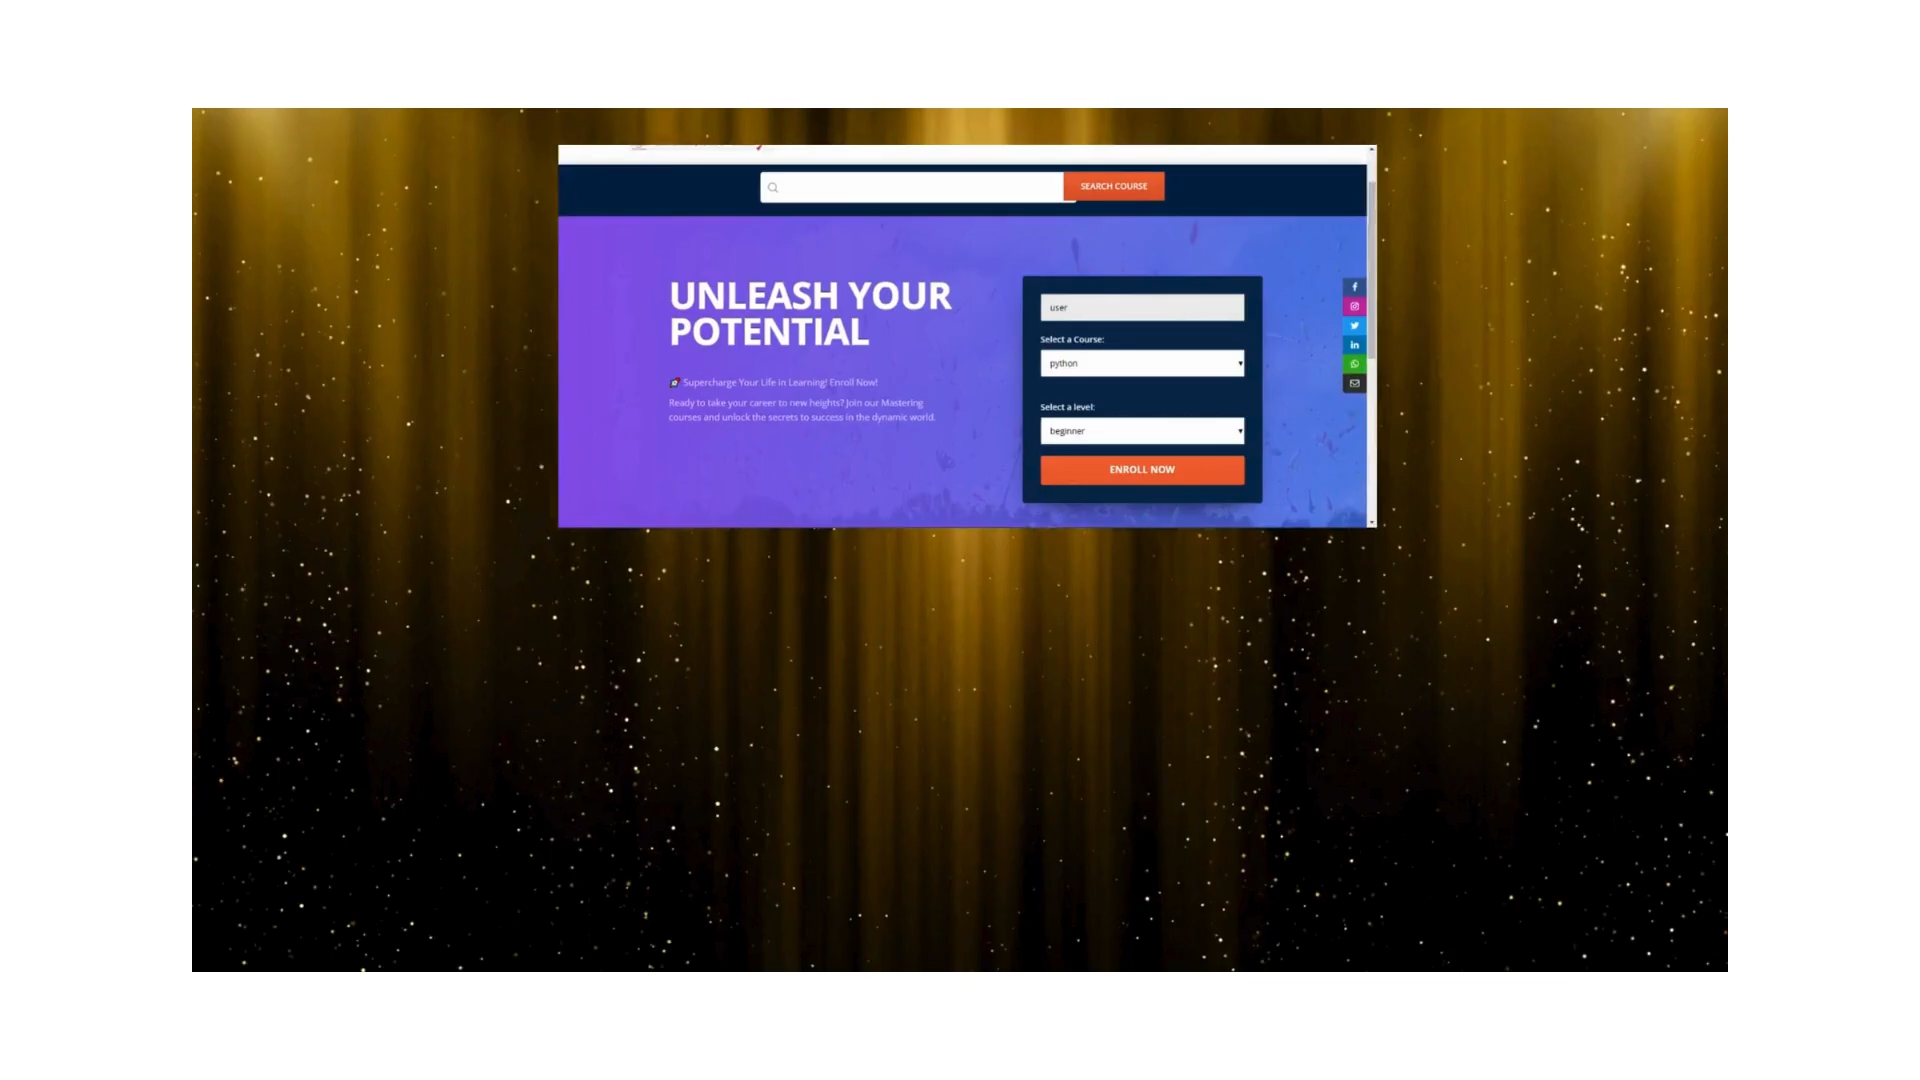 SEARCH COURSE
UNLEASH YOUR
POTENTIAL
Supercharge Your Life in Learning! Enroll Now!
Ready to take your career to new heights? Join our Mastering
courses and unlock the secrets to success in the dynamic world.
user
Select a Course:
python
Select a level:
beginner
ENROLL NOW